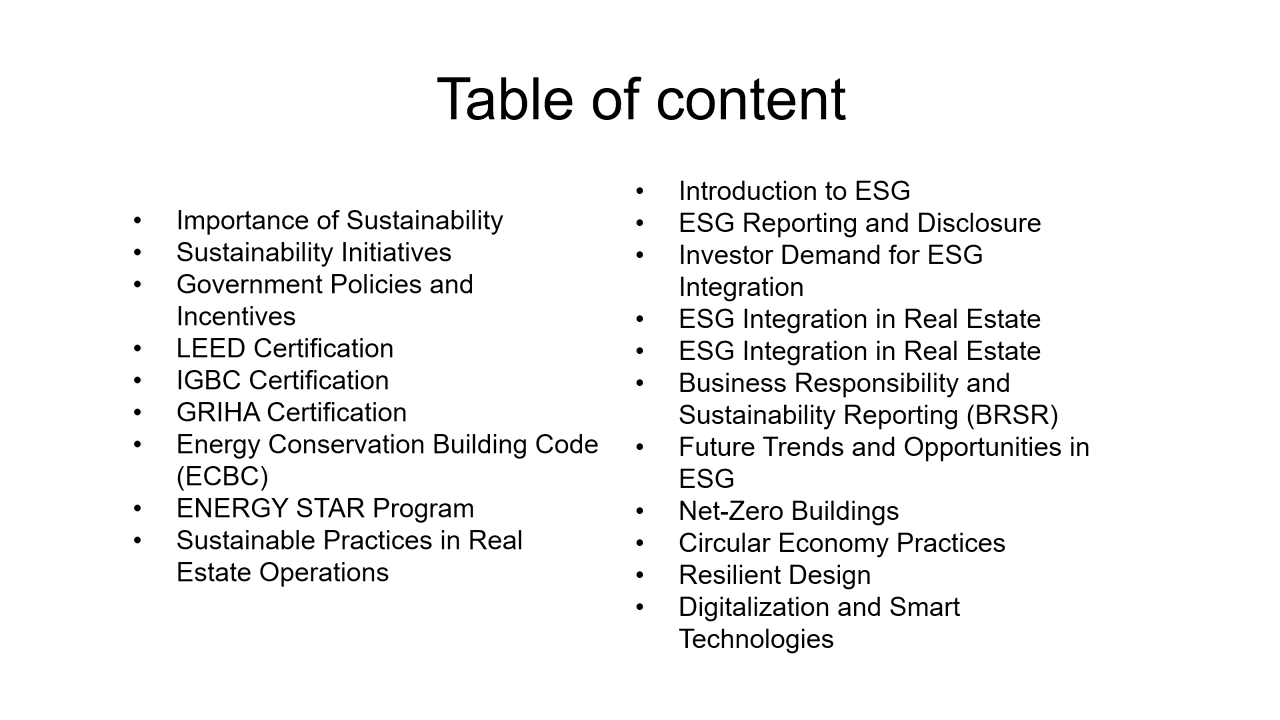 Table of content
• Importance of Sustainability
• Sustainability Initiatives
• Government Policies and
Incentives
• LEED Certification
• IGBC Certification
• GRIHA Certification
• Energy Conservation Building Code
(ECBC)
• ENERGY STAR Program
• Sustainable Practices in Real
Estate Operations
• Introduction to ESG
• ESG Reporting and Disclosure
• Investor Demand for ESG
Integration
• ESG Integration in Real Estate
• ESG Integration in Real Estate
• Business Responsibility and
Sustainability Reporting (BRSR)
• Future Trends and Opportunities in
ESG
• Net-Zero Buildings
• Circular Economy Practices
• Resilient Design
• Digitalization and Smart
Technologies